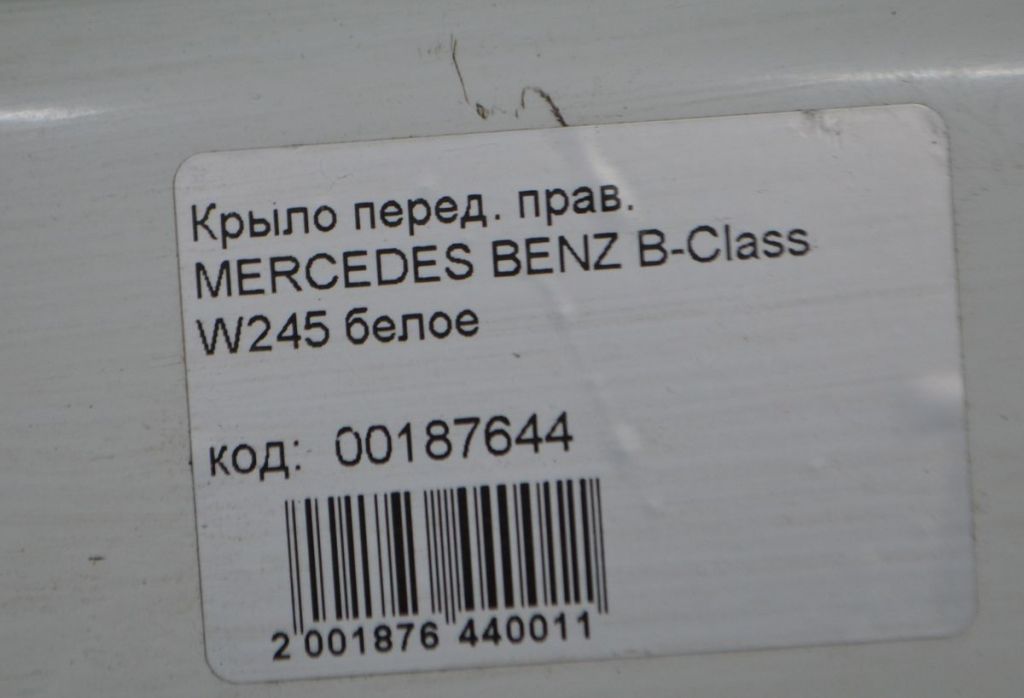 Крыло перед. прав.
MERCEDES BENZ B-Class
W245 белое
код: 00187644
2 001876 440011